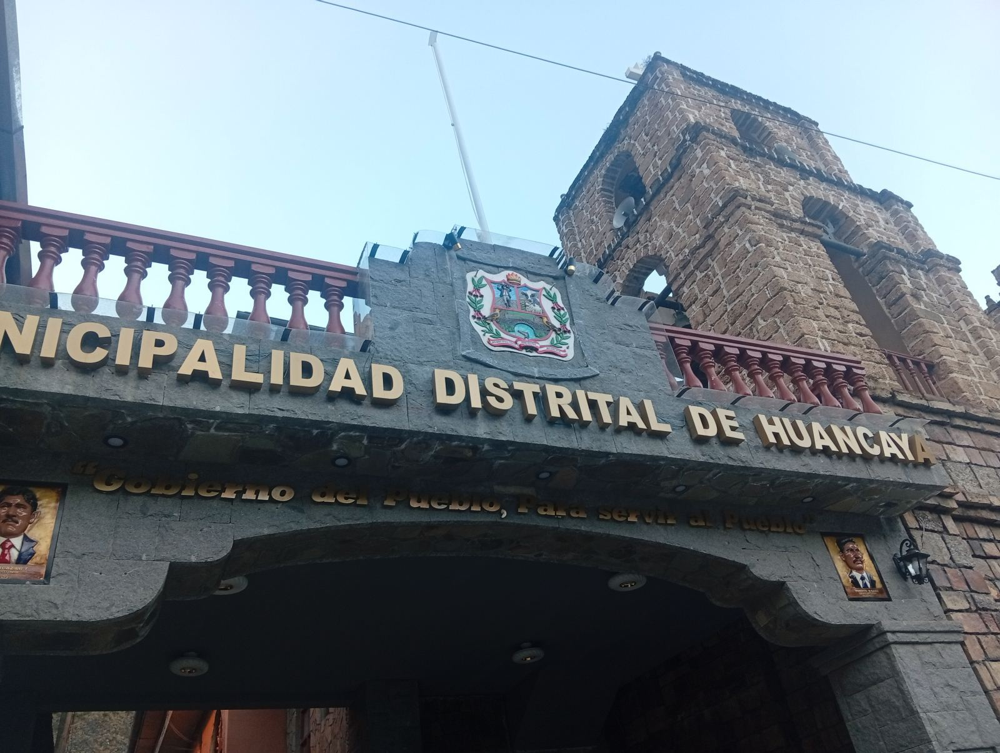 NICIPALIDAD DISTRITAL DE HUANCAYA
“Gobierno del Pueblo, Para servir al Pueblo”